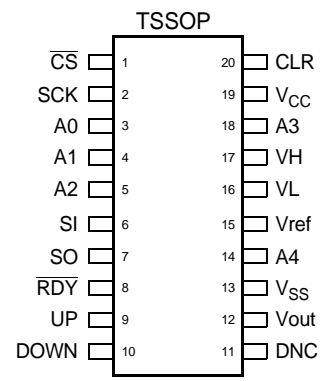 TSSOP
C̅S̅ 1 20 CLR
SCK 2 19 VCC
A0 3 18 A3
A1 4 17 VH
A2 5 16 VL
SI 6 15 Vref
SO 7 14 A4
R̅D̅Y̅ 8 13 VSS
UP 9 12 Vout
DOWN 10 11 DNC